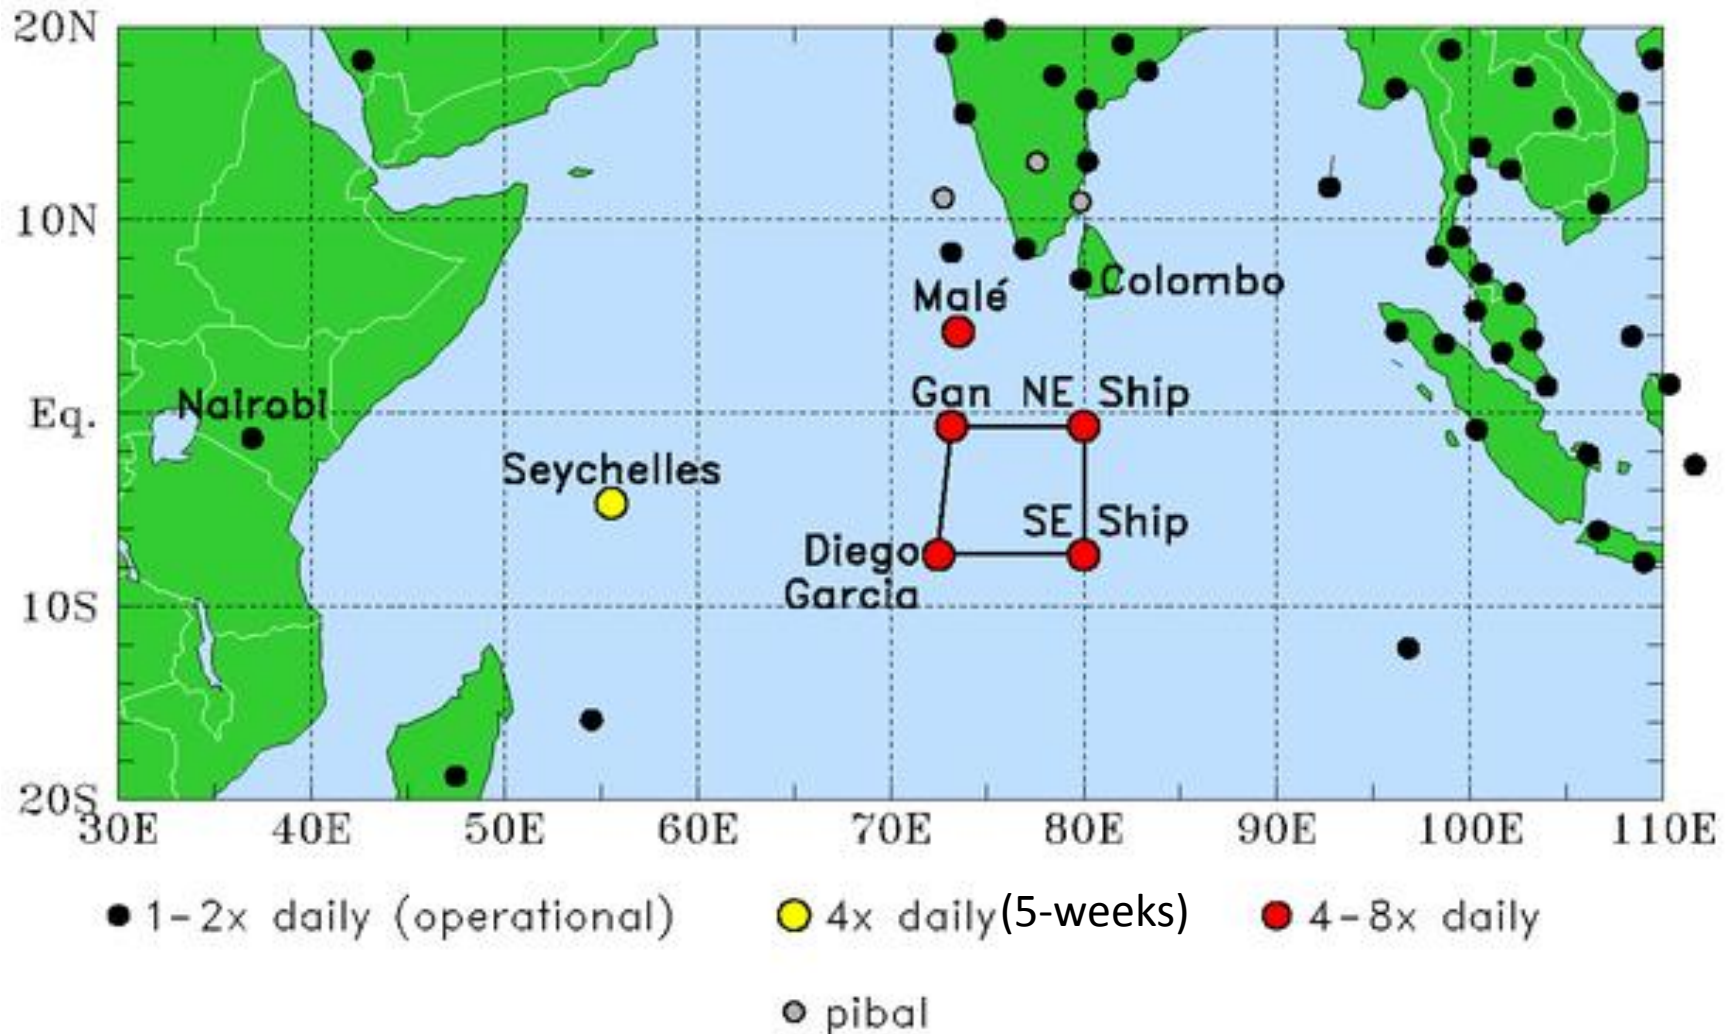 20N
10N
Colombo
Malé
Gan NE Ship
Nairobi
Eq.
Seychelles
SE Ship
Diego
Garcia
10S
20S
30E 40E 50E 60E 70E 80E 90E 100E 110E
1-2x daily (operational) 4x daily (5-weeks) 4-8x daily
pibal